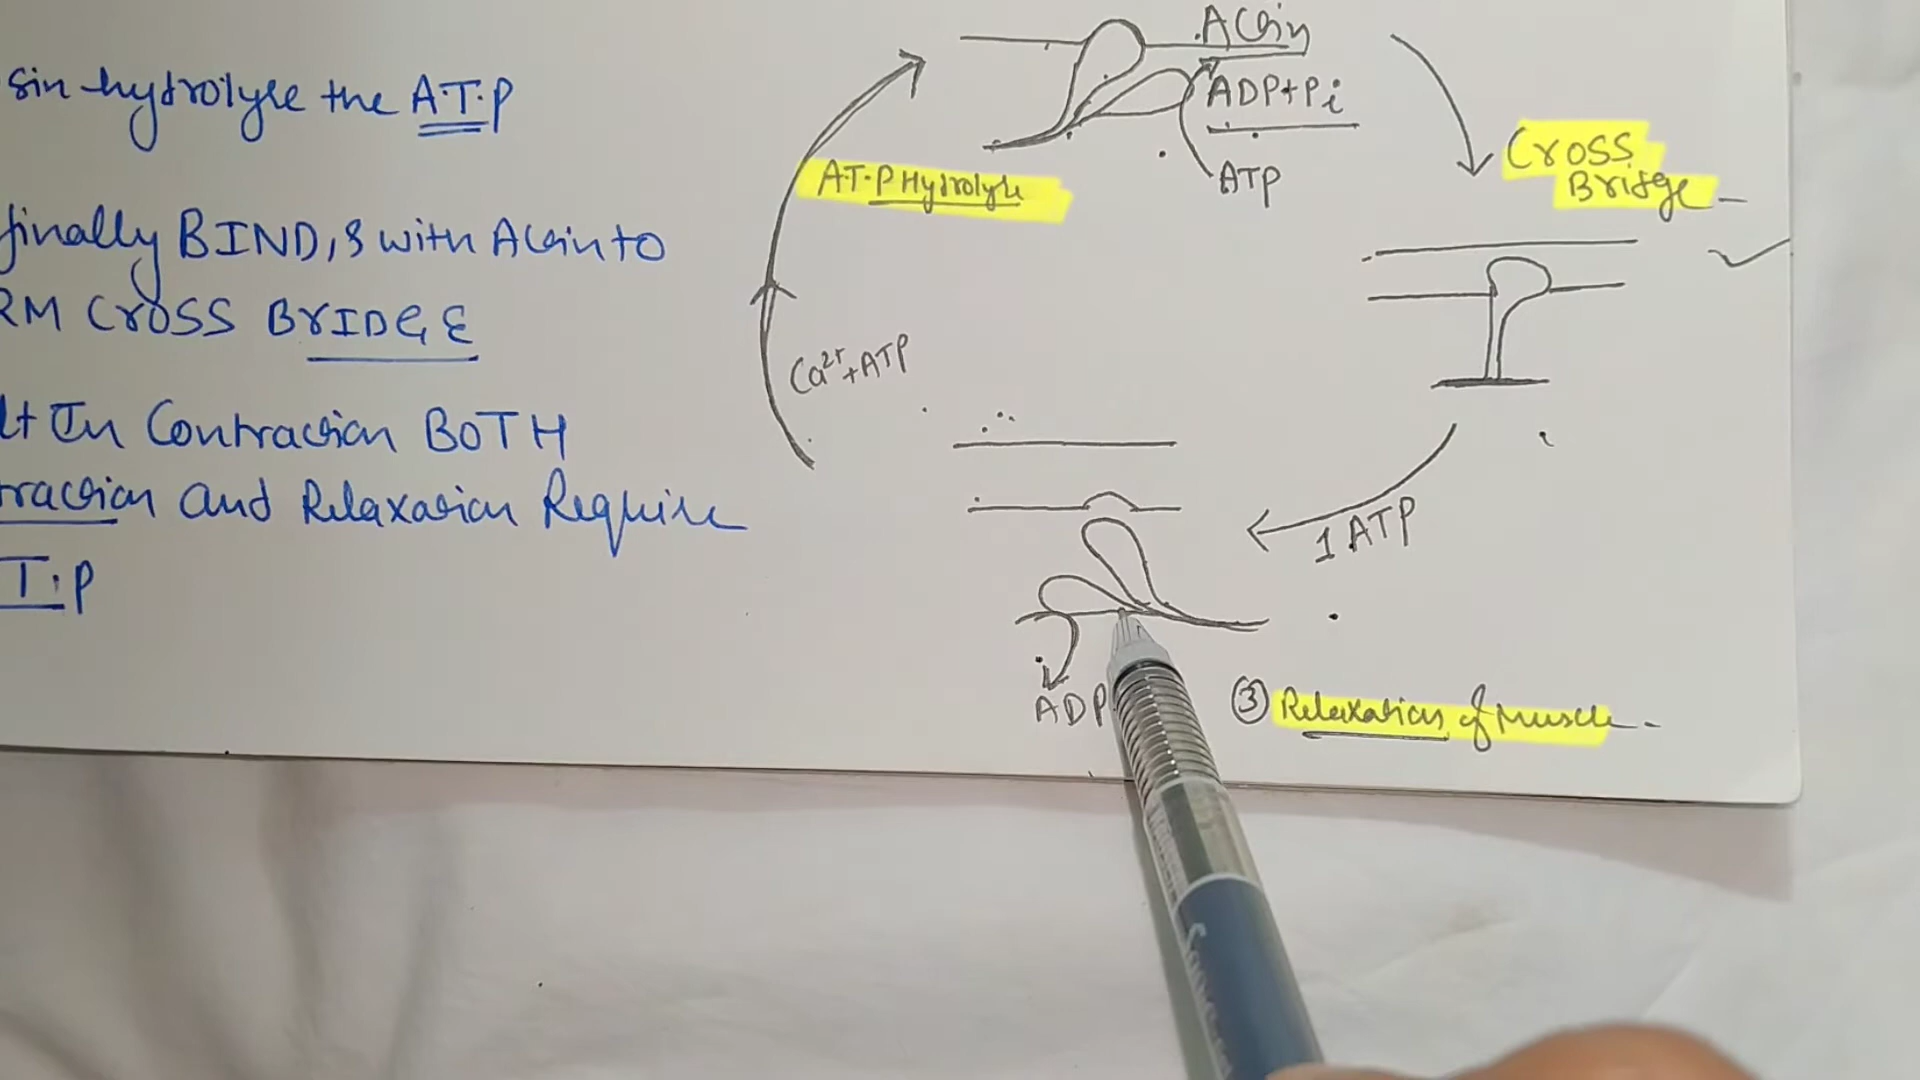 sin hydrolyse the A.T.P
finally BIND,S with Actin to
RM CROSS BRIDGE
lt In Contraction BOTH
raction and Relaxation Require
T.P
Actin
ADP+Pi
ATP
A.T.P Hydrolyse
Cross
Bridge
Ca2+ + ATP
1 ATP
ADP
③ Relaxation of Muscle